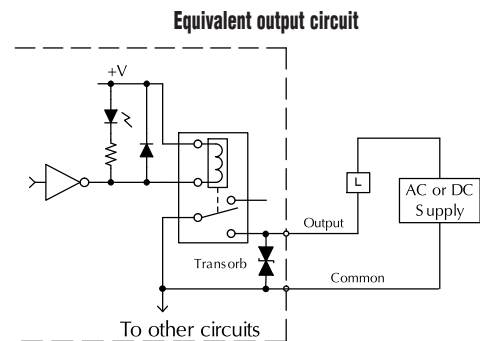 Equivalent output circuit
+V
L
AC or DC
Supply
Output
Transorb
Common
To other circuits